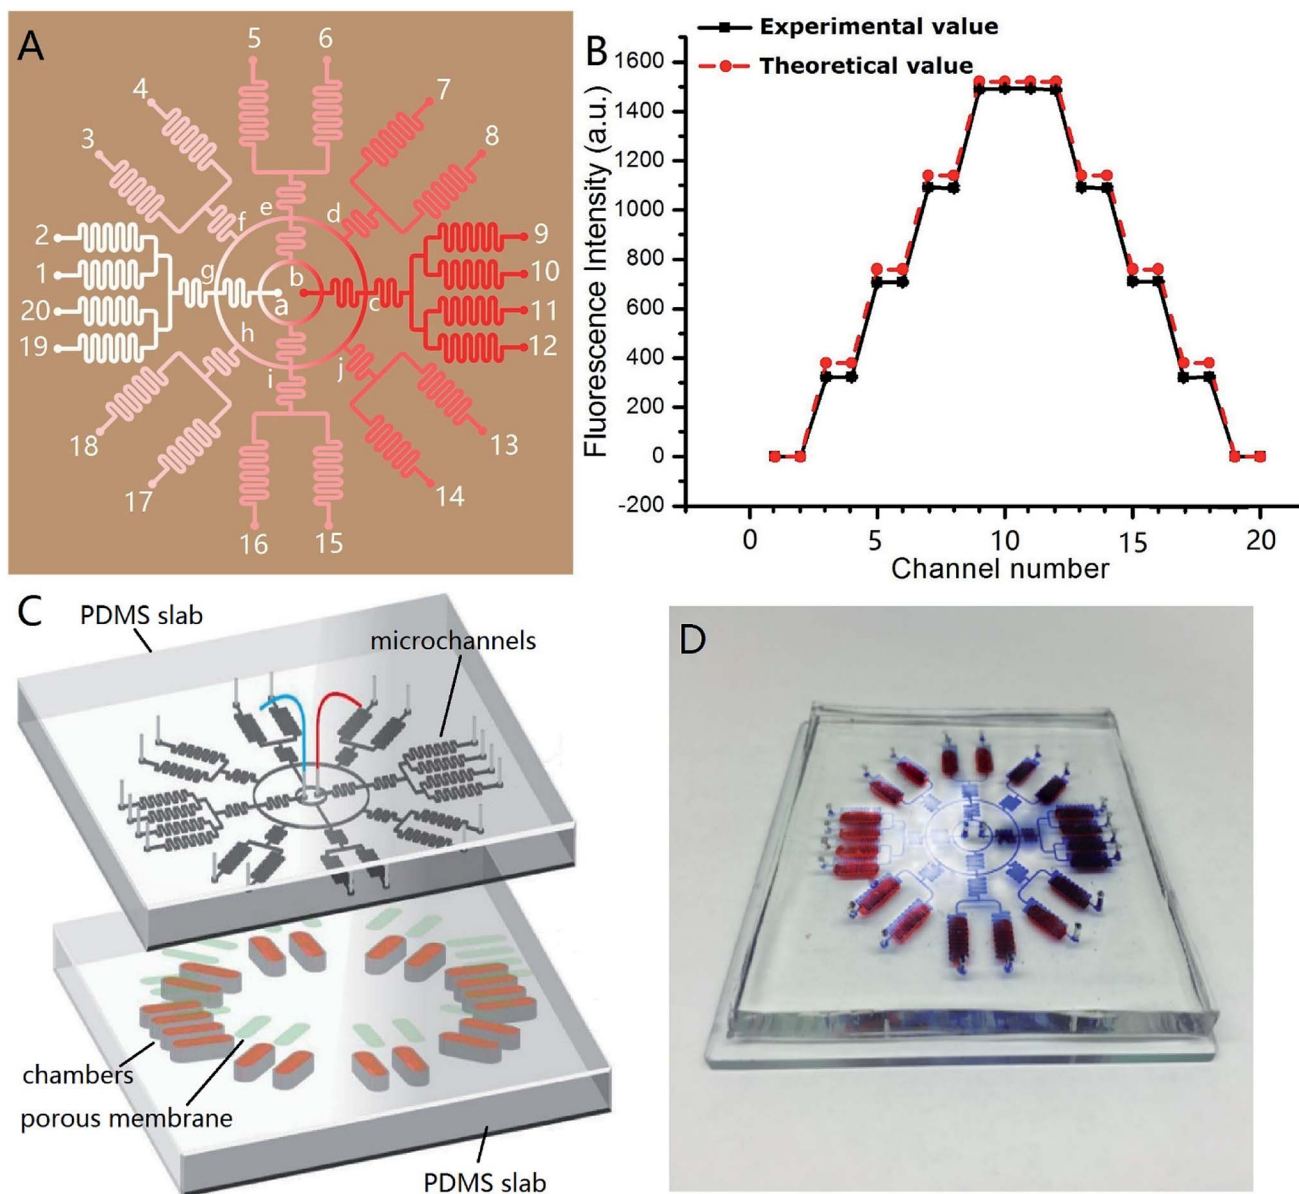 A
5
6
4
7
3
8
e
d
f
2
9
g
b
1
10
a
c
20
11
h
19
12
i
j
18
13
17
14
16
15
B
Experimental value
Theoretical value
Fluorescence Intensity (a.u.)
1600
1400
1200
1000
800
600
400
200
0
-200
0
5
10
15
20
Channel number
C
PDMS slab
microchannels
chambers
porous membrane
PDMS slab
D